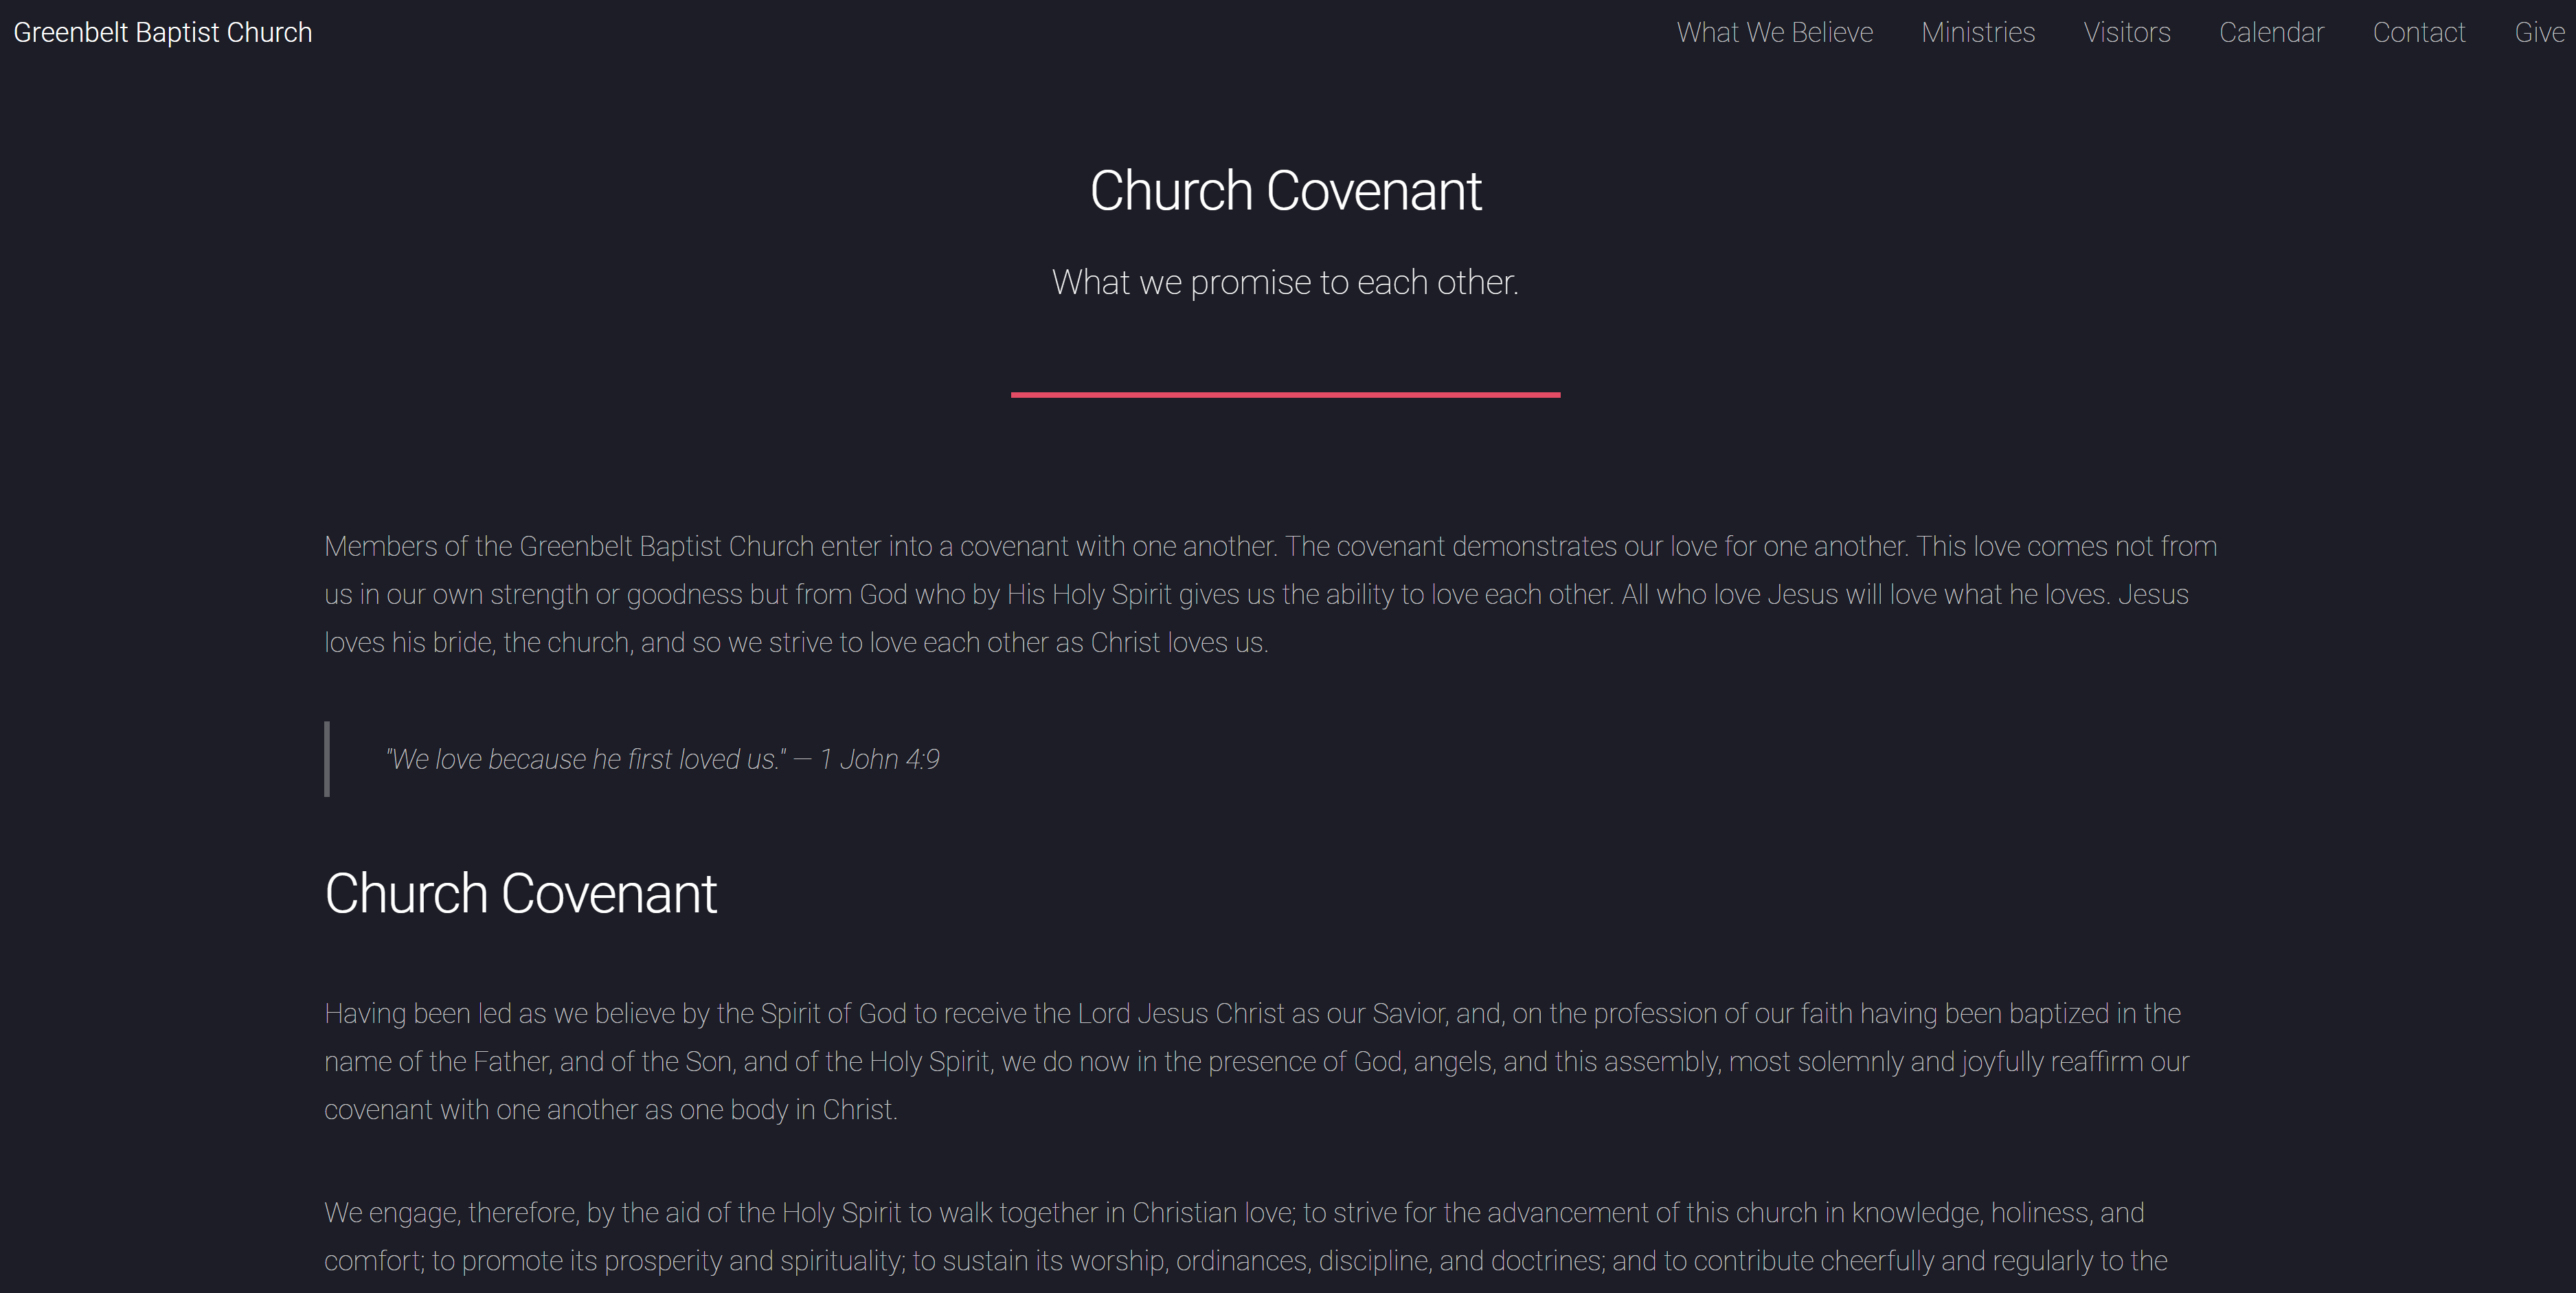 Greenbelt Baptist Church
What We Believe Ministries Visitors Calendar Contact Give
Church Covenant
What we promise to each other.
Members of the Greenbelt Baptist Church enter into a covenant with one another. The covenant demonstrates our love for one another. This love comes not from
us in our own strength or goodness but from God who by His Holy Spirit gives us the ability to love each other. All who love Jesus will love what he loves. Jesus
loves his bride, the church, and so we strive to love each other as Christ loves us.
"We love because he first loved us." — 1 John 4:9
Church Covenant
Having been led as we believe by the Spirit of God to receive the Lord Jesus Christ as our Savior, and, on the profession of our faith having been baptized in the
name of the Father, and of the Son, and of the Holy Spirit, we do now in the presence of God, angels, and this assembly, most solemnly and joyfully reaffirm our
covenant with one another as one body in Christ.
We engage, therefore, by the aid of the Holy Spirit to walk together in Christian love; to strive for the advancement of this church in knowledge, holiness, and
comfort; to promote its prosperity and spirituality; to sustain its worship, ordinances, discipline, and doctrines; and to contribute cheerfully and regularly to the